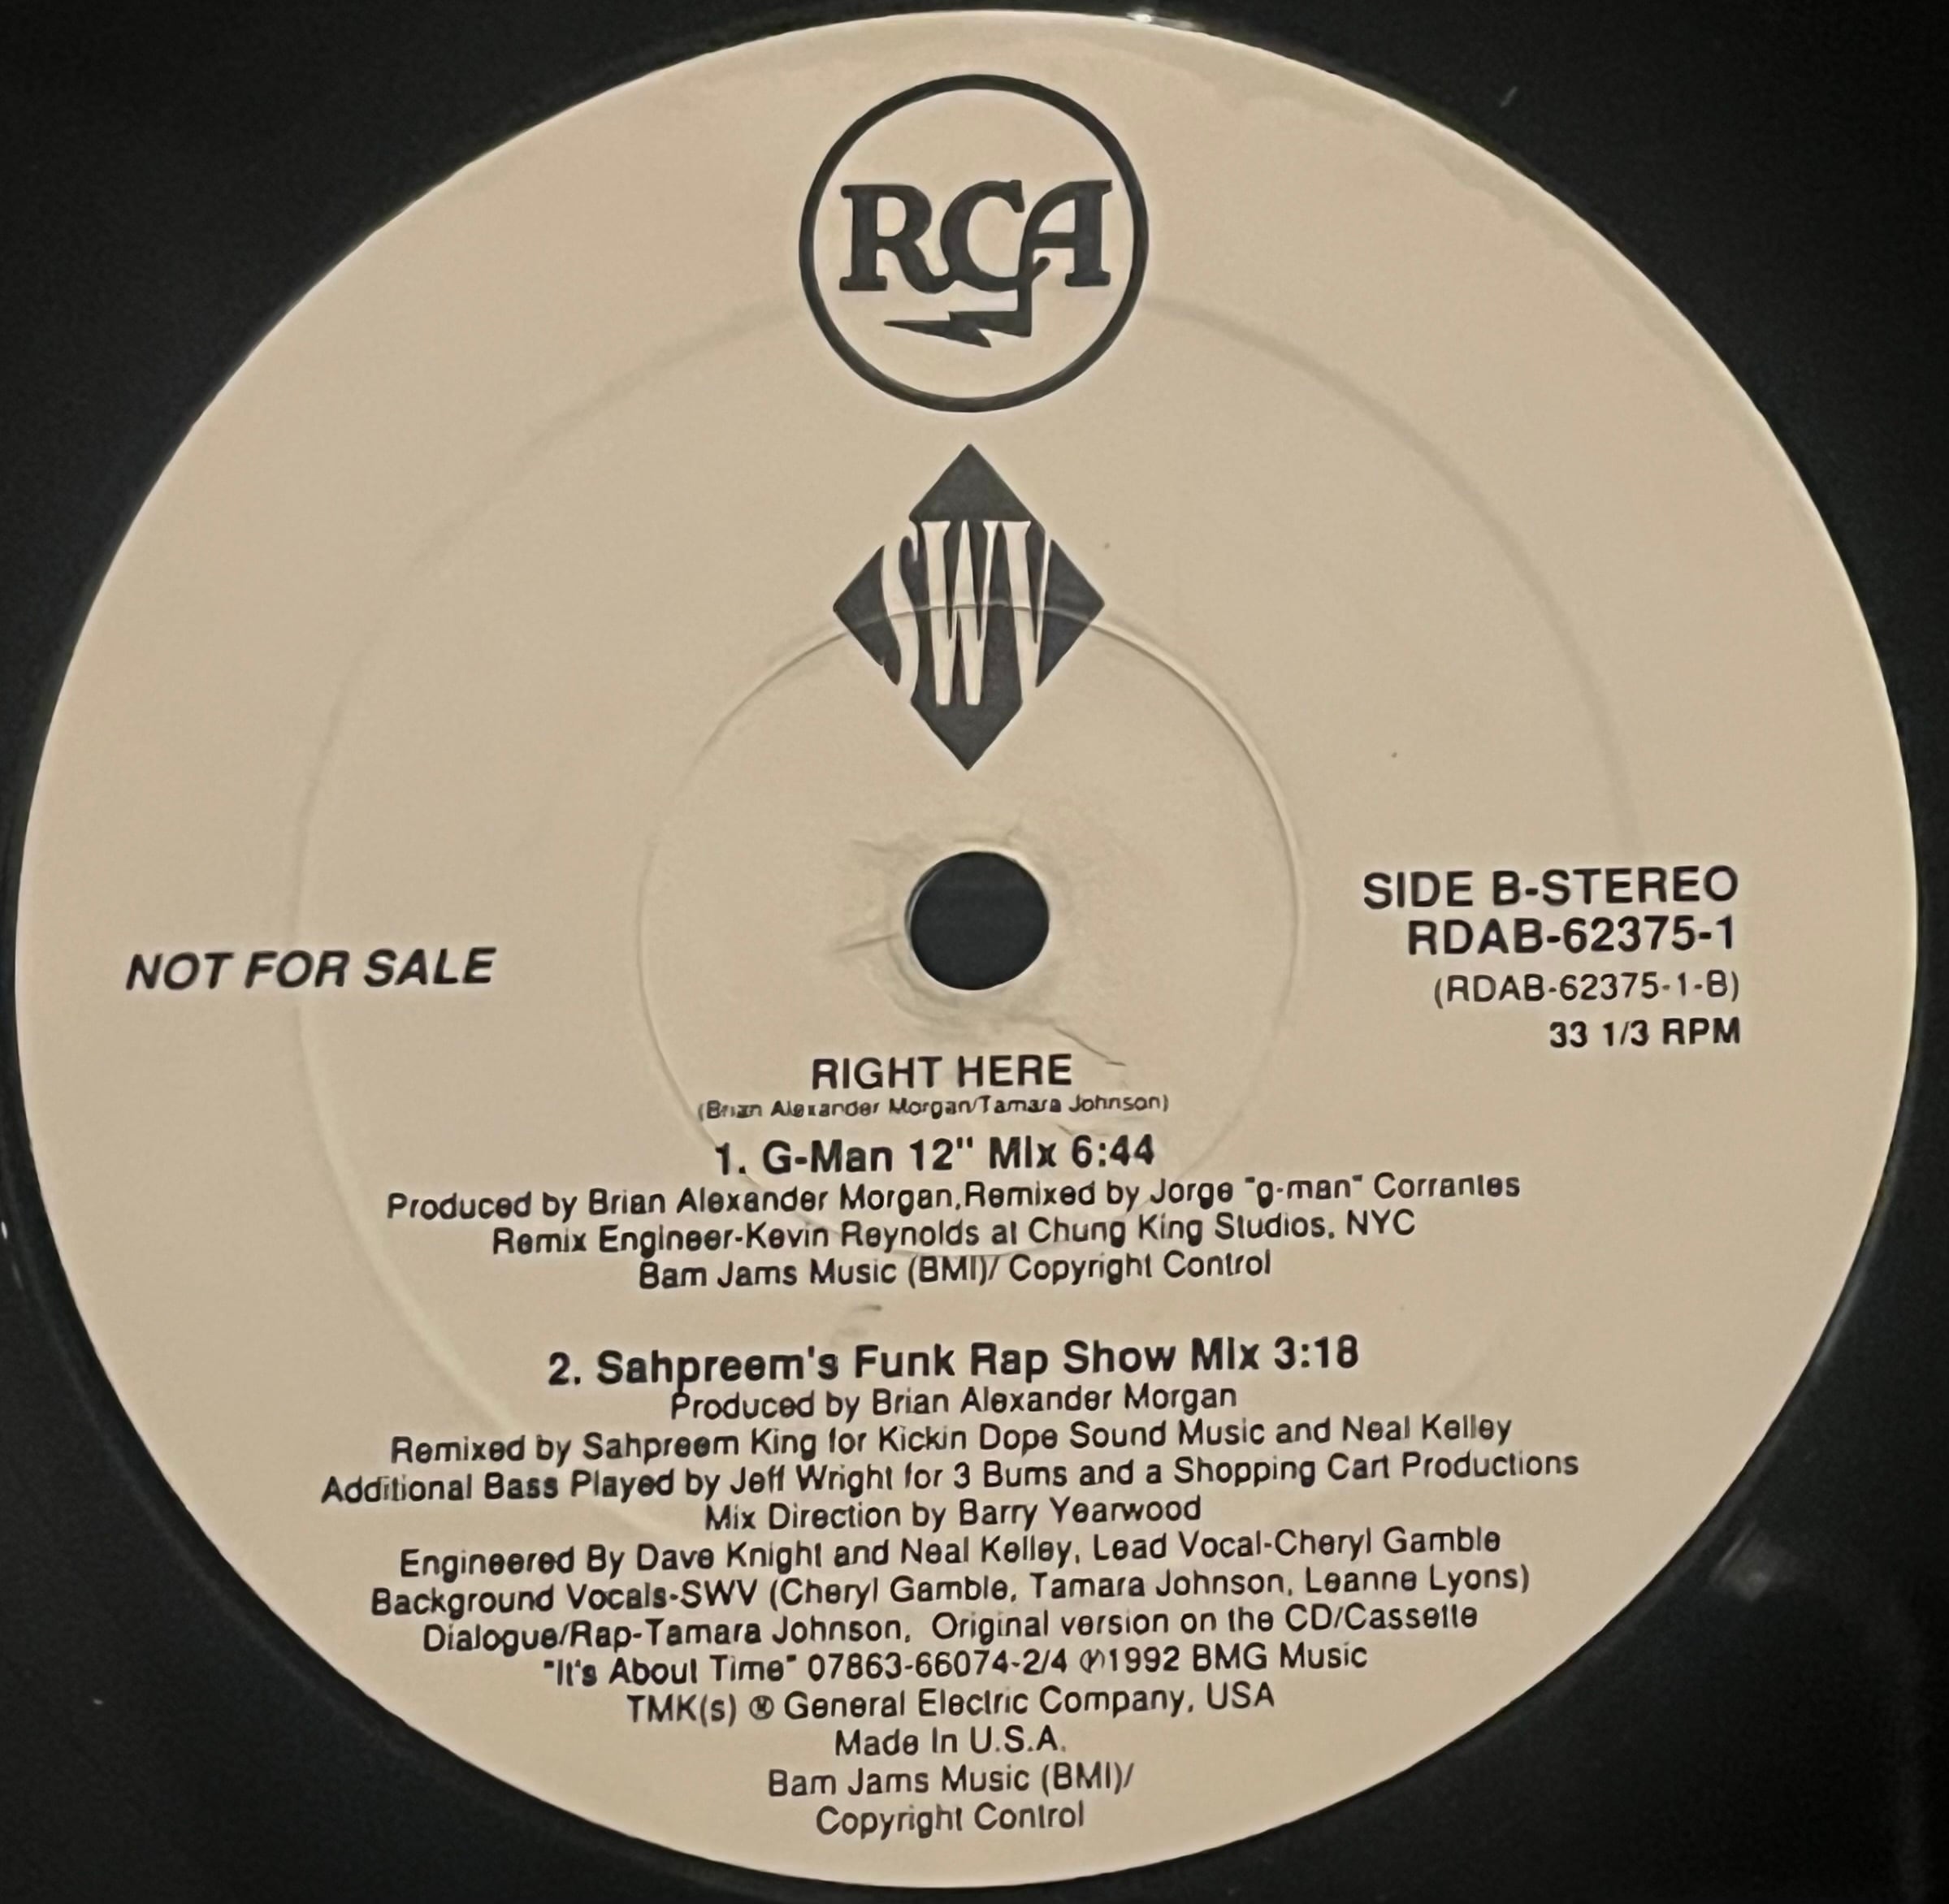 RCA
SWV
NOT FOR SALE
SIDE B-STEREO
RDAB-62375-1
(RDAB-62375-1-B)
33 1/3 RPM
RIGHT HERE
(Brian Alexander Morgan/Tamara Johnson)
1. G-Man 12" Mix 6:44
Produced by Brian Alexander Morgan,Remixed by Jorge "g-man" Corrantes
Remix Engineer-Kevin Reynolds at Chung King Studios, NYC
Bam Jams Music (BMI)/ Copyright Control
2. Sahpreem's Funk Rap Show Mix 3:18
Produced by Brian Alexander Morgan
Remixed by Sahpreem King for Kickin Dope Sound Music and Neal Kelley
Additional Bass Played by Jeff Wright for 3 Bums and a Shopping Cart Productions
Mix Direction by Barry Yearwood
Engineered By Dave Knight and Neal Kelley, Lead Vocal-Cheryl Gamble
Background Vocals-SWV (Cheryl Gamble, Tamara Johnson, Leanne Lyons)
Dialogue/Rap-Tamara Johnson, Original version on the CD/Cassette
"It's About Time" 07863-66074-2/4 ℗1992 BMG Music
TMK(s) ® General Electric Company, USA
Made In U.S.A.
Bam Jams Music (BMI)/
Copyright Control